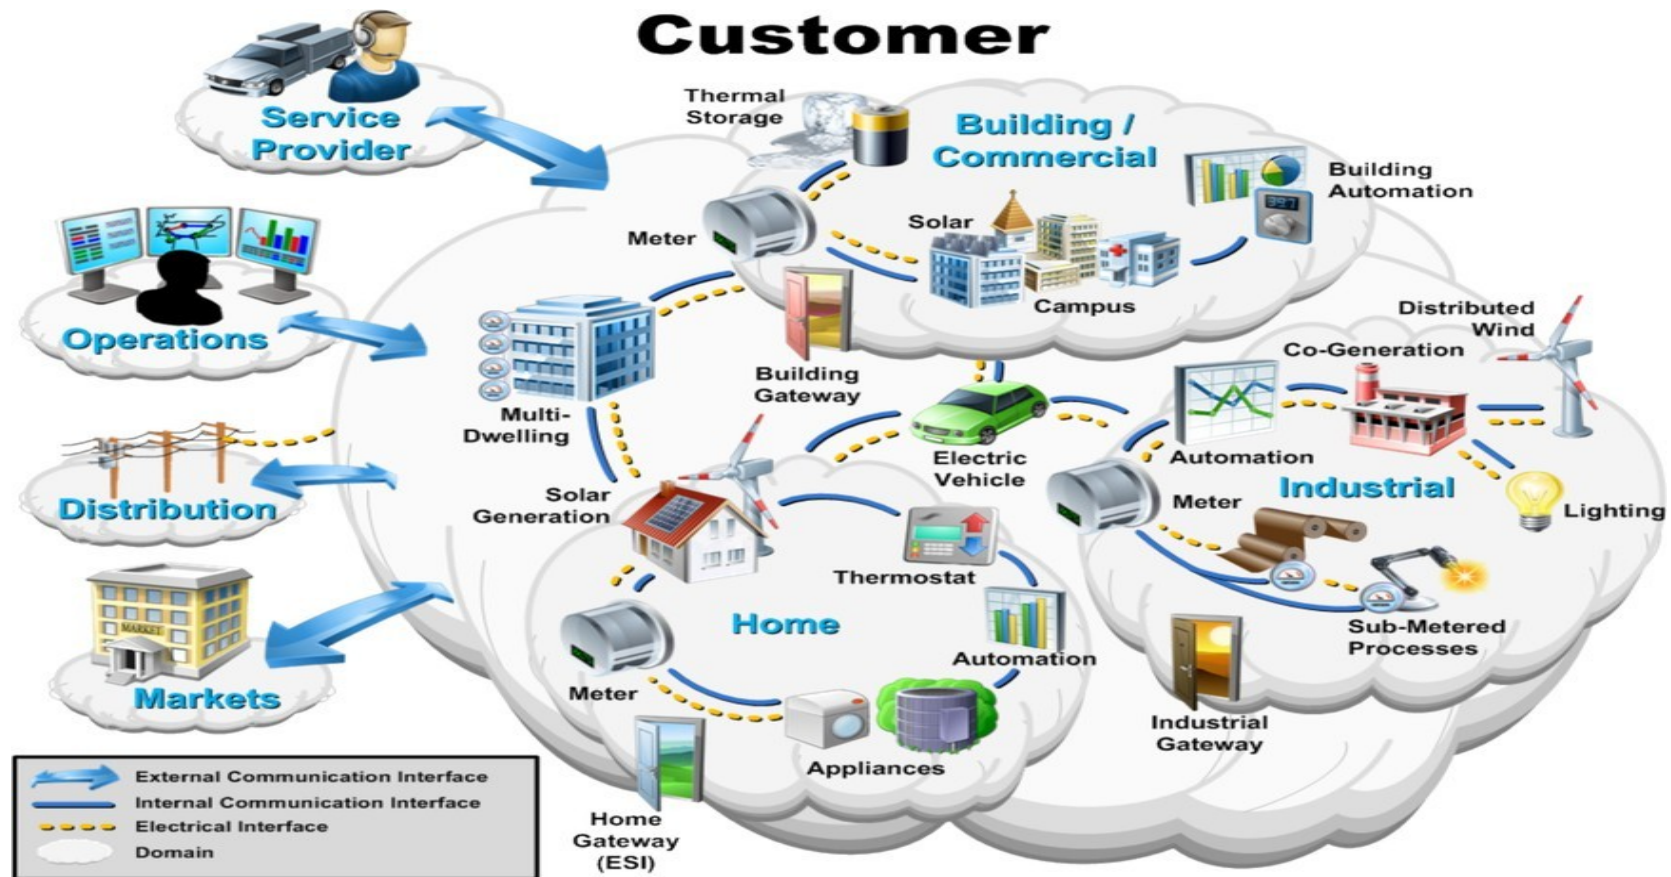 Customer
Service
Provider
Operations
Distribution
MARKET
Markets
Thermal
Storage
Building /
Commercial
Building
Automation
397
Meter
Solar
Campus
Building
Gateway
Multi-
Dwelling
Electric
Vehicle
Distributed
Wind
Co-Generation
Automation
Industrial
Meter
Lighting
Sub-Metered
Processes
Industrial
Gateway
Solar
Generation
Thermostat
Home
Automation
Meter
Appliances
Home
Gateway
(ESI)
External Communication Interface
Internal Communication Interface
Electrical Interface
Domain